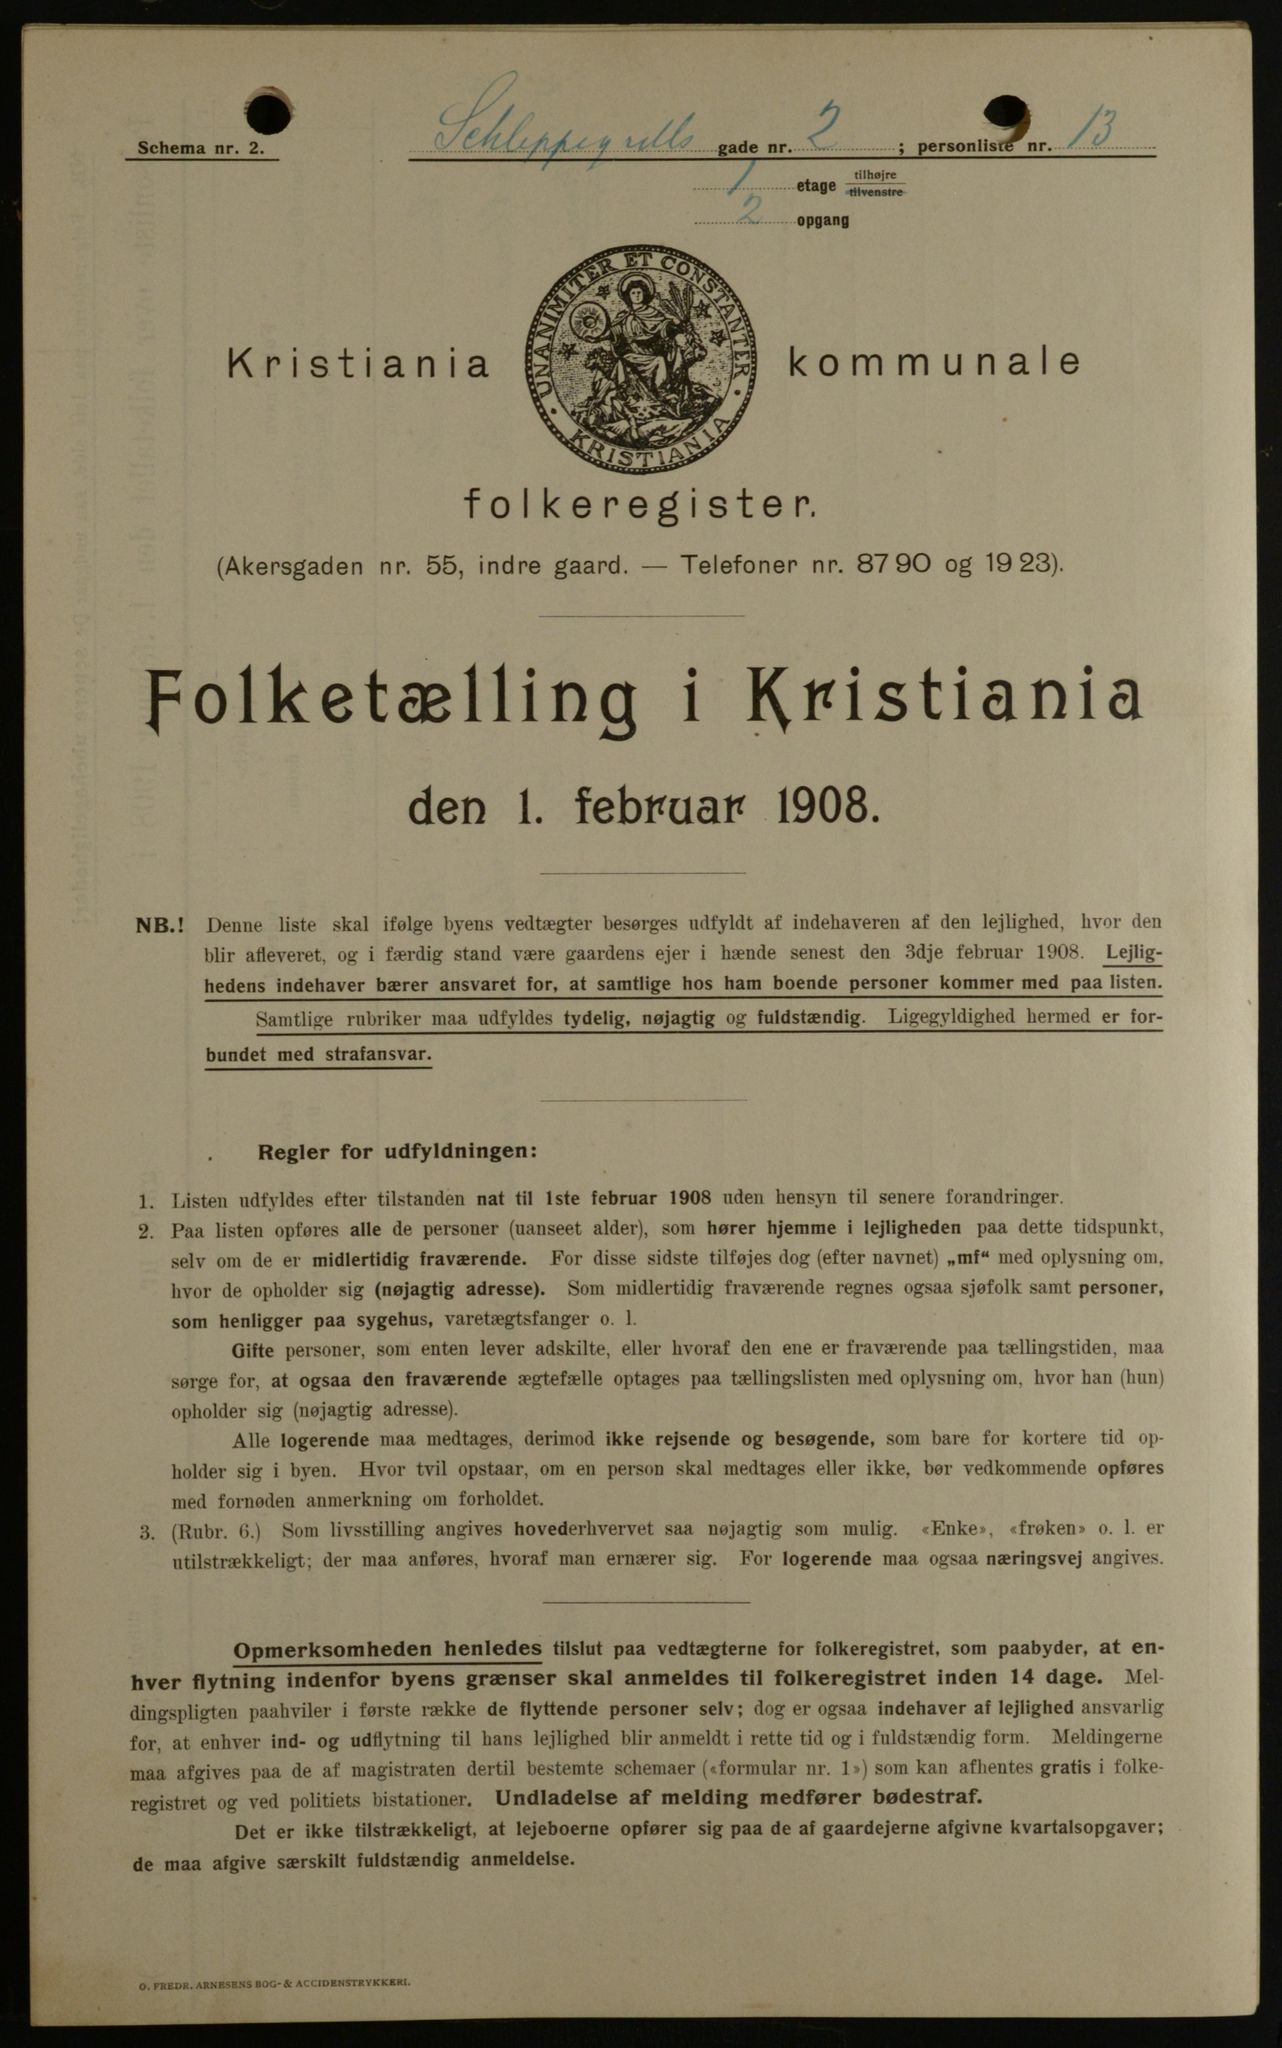 Schema nr. 2.
Schleppegrells gade nr. 2 ; personliste nr. 13
1 etage tilhøjre
tilvenstre
2 opgang
UNANIMITER ET CONSTANTER
KRISTIANIA
Kristiania kommunale
folkeregister.
(Akersgaden nr. 55, indre gaard. — Telefoner nr. 87 90 og 19 23).
Folketælling i Kristiania
den 1. februar 1908.
NB.! Denne liste skal ifølge byens vedtægter besørges udfyldt af indehaveren af den lejlighed, hvor den
blir afleveret, og i færdig stand være gaardens ejer i hænde senest den 3dje februar 1908. Lejlig-
hedens indehaver bærer ansvaret for, at samtlige hos ham boende personer kommer med paa listen.
Samtlige rubriker maa udfyldes tydelig, nøjagtig og fuldstændig. Ligegyldighed hermed er for-
bundet med strafansvar.
Regler for udfyldningen:
1. Listen udfyldes efter tilstanden nat til 1ste februar 1908 uden hensyn til senere forandringer.
2. Paa listen opføres alle de personer (uanseet alder), som hører hjemme i lejligheden paa dette tidspunkt,
selv om de er midlertidig fraværende. For disse sidste tilføjes dog (efter navnet) „mf“ med oplysning om,
hvor de opholder sig (nøjagtig adresse). Som midlertidig fraværende regnes ogsaa sjøfolk samt personer,
som henligger paa sygehus, varetægtsfanger o. l.
Gifte personer, som enten lever adskilte, eller hvoraf den ene er fraværende paa tællingstiden, maa
sørge for, at ogsaa den fraværende ægtefælle optages paa tællingslisten med oplysning om, hvor han (hun)
opholder sig (nøjagtig adresse).
Alle logerende maa medtages, derimod ikke rejsende og besøgende, som bare for kortere tid op-
holder sig i byen. Hvor tvil opstaar, om en person skal medtages eller ikke, bør vedkommende opføres
med fornøden anmerkning om forholdet.
3. (Rubr. 6.) Som livsstilling angives hovederhvervet saa nøjagtig som mulig. «Enke», «frøken» o. l. er
utilstrækkeligt; der maa anføres, hvoraf man ernærer sig. For logerende maa ogsaa næringsvej angives.
Opmerksomheden henledes tilslut paa vedtægterne for folkeregistret, som paabyder, at en-
hver flytning indenfor byens grænser skal anmeldes til folkeregistret inden 14 dage. Mel-
dingspligten paahviler i første række de flyttende personer selv; dog er ogsaa indehaver af lejlighed ansvarlig
for, at enhver ind- og udflytning til hans lejlighed blir anmeldt i rette tid og i fuldstændig form. Meldingerne
maa afgives paa de af magistraten dertil bestemte schemaer («formular nr. 1») som kan afhentes gratis i folke-
registret og ved politiets bistationer. Undladelse af melding medfører bødestraf.
Det er ikke tilstrækkeligt, at lejeboerne opfører sig paa de af gaardejerne afgivne kvartalsopgaver;
de maa afgive særskilt fuldstændig anmeldelse.
O. FREDR. ARNESENS BOG- & ACCIDENSTRYKKERI.